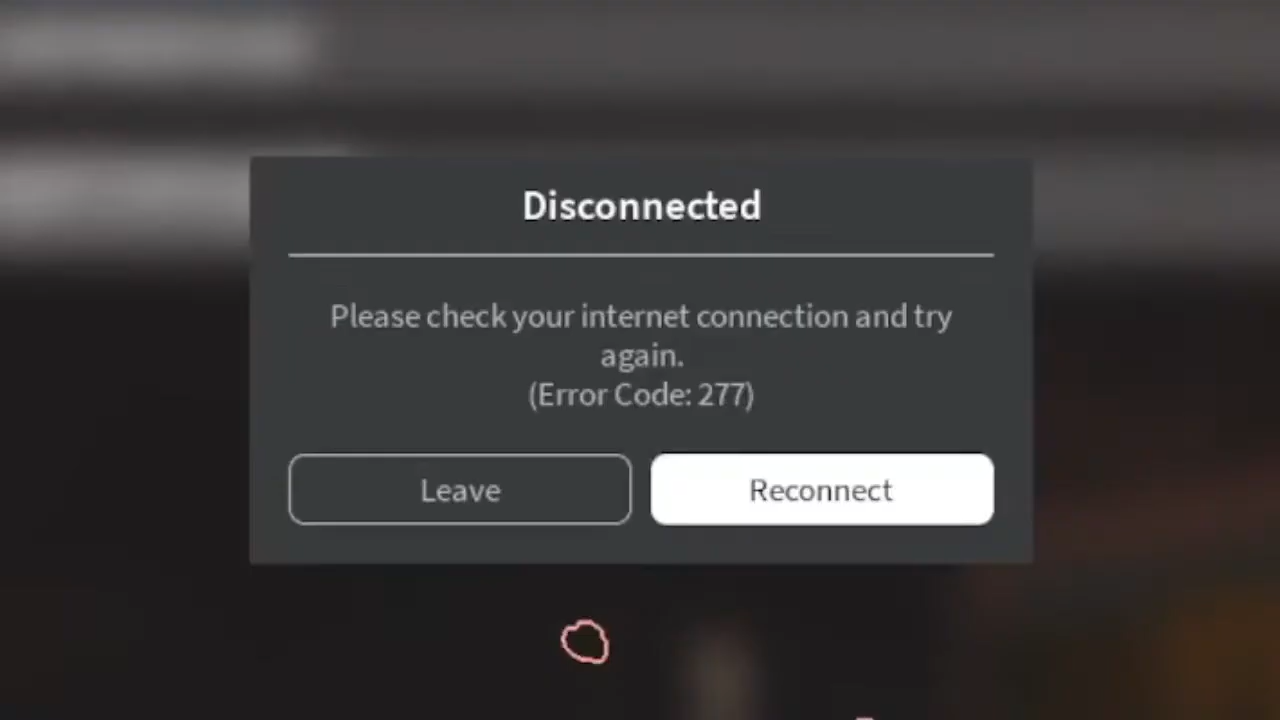 Disconnected
Please check your internet connection and try
again.
(Error Code: 277)
Leave
Reconnect